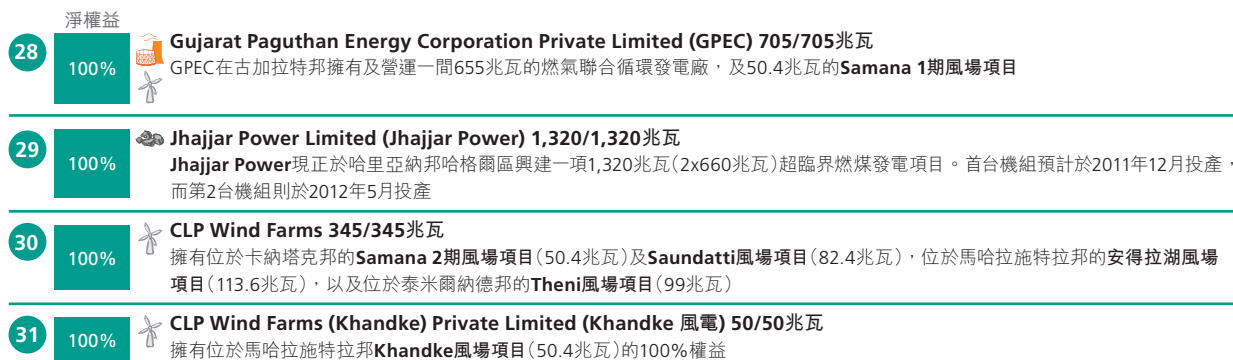 淨權益
28
100%
Gujarat Paguthan Energy Corporation Private Limited (GPEC) 705/705兆瓦
GPEC在古加拉特邦擁有及營運一間655兆瓦的燃氣聯合循環發電廠，及50.4兆瓦的Samana 1期風場項目
29
100%
Jhajjar Power Limited (Jhajjar Power) 1,320/1,320兆瓦
Jhajjar Power現正於哈里亞納邦哈格爾區興建一項1,320兆瓦(2x660兆瓦)超臨界燃煤發電項目。首台機組預計於2011年12月投產，
而第2台機組則於2012年5月投產
30
100%
CLP Wind Farms 345/345兆瓦
擁有位於卡納塔克邦的Samana 2期風場項目(50.4兆瓦)及Saundatti風場項目(82.4兆瓦)，位於馬哈拉施特拉邦的安得拉湖風場
項目(113.6兆瓦)，以及位於泰米爾納德邦的Theni風場項目(99兆瓦)
31
100%
CLP Wind Farms (Khandke) Private Limited (Khandke 風電) 50/50兆瓦
擁有位於馬哈拉施特拉邦Khandke風場項目(50.4兆瓦)的100%權益